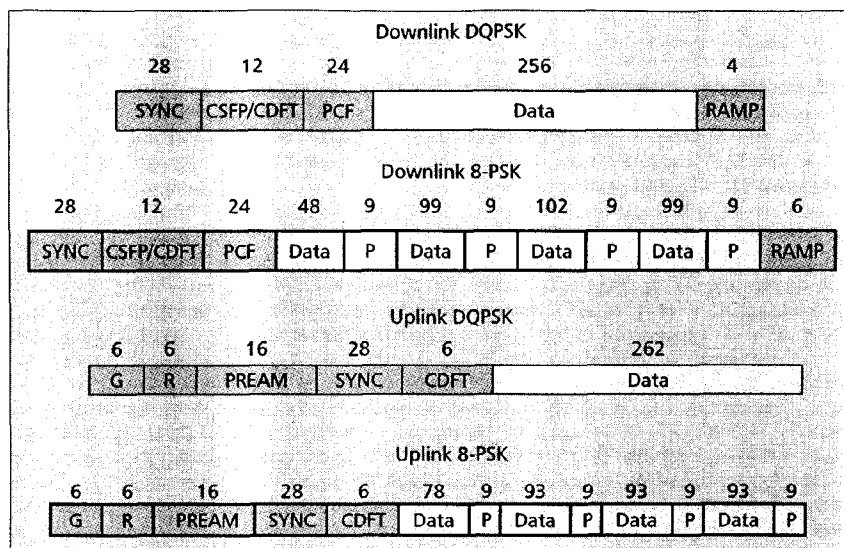 Downlink DQPSK
28 12 24 256 4
SYNC CSFP/CDFT PCF Data RAMP
Downlink 8-PSK
28 12 24 48 9 99 9 102 9 99 9 6
SYNC CSFP/CDFT PCF Data P Data P Data P Data P RAMP
Uplink DQPSK
6 6 16 28 6 262
G R PREAM SYNC CDFT Data
Uplink 8-PSK
6 6 16 28 6 78 9 93 9 93 9 93 9
G R PREAM SYNC CDFT Data P Data P Data P Data P